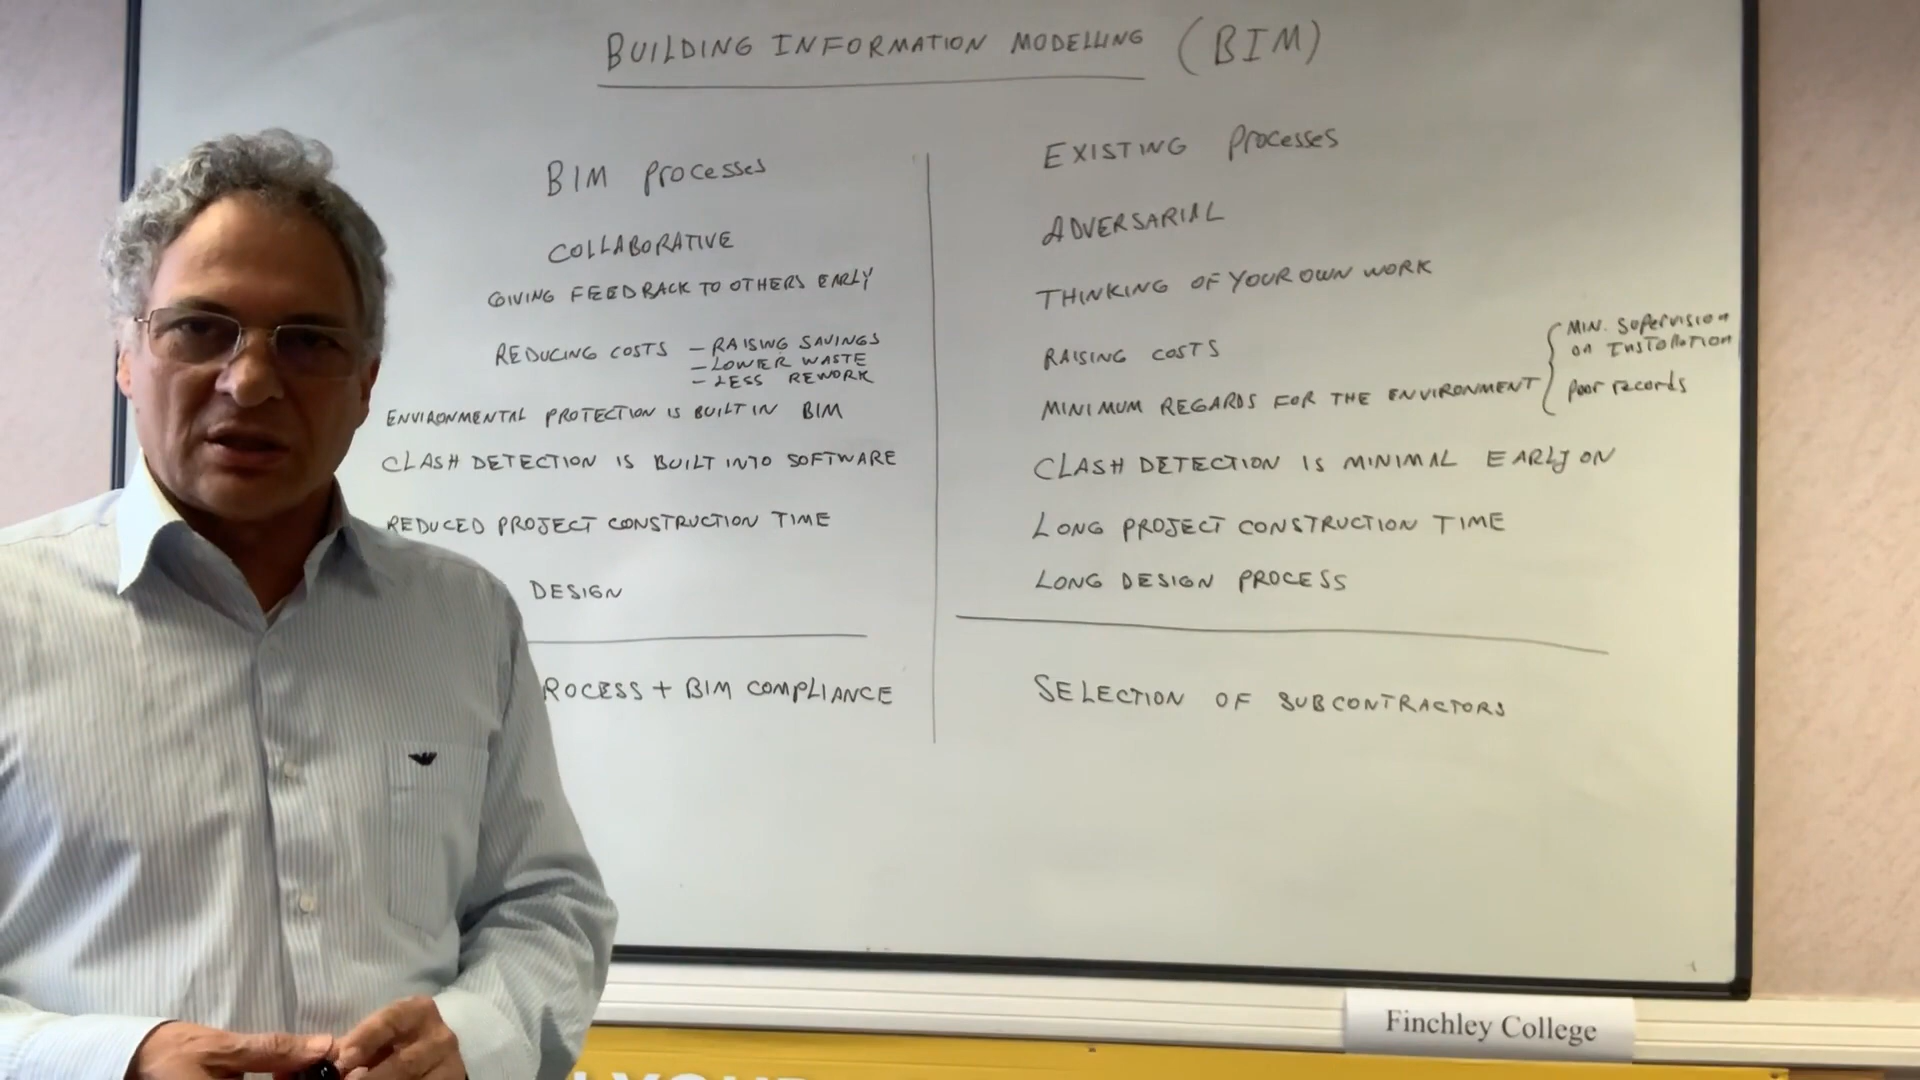 BUILDING INFORMATION MODELLING (BIM)
BIM Processes
COLLABORATIVE
GIVING FEEDBACK TO OTHERS EARLY
REDUCING COSTS – RAISING SAVINGS
– LOWER WASTE
– LESS REWORK
ENVIRONMENTAL PROTECTION IS BUILT IN BIM
CLASH DETECTION IS BUILT INTO SOFTWARE
REDUCED PROJECT CONSTRUCTION TIME
DESIGN
ROCESS + BIM COMPLIANCE
EXISTING Processes
ADVERSARIAL
THINKING OF YOUR OWN WORK
RAISING COSTS
MINIMUM REGARDS FOR THE ENVIRONMENT
MIN. Supervision
on Installation
poor records
CLASH DETECTION IS MINIMAL EARLY ON
LONG PROJECT CONSTRUCTION TIME
LONG DESIGN PROCESS
SELECTION OF SUBCONTRACTORS
Finchley College